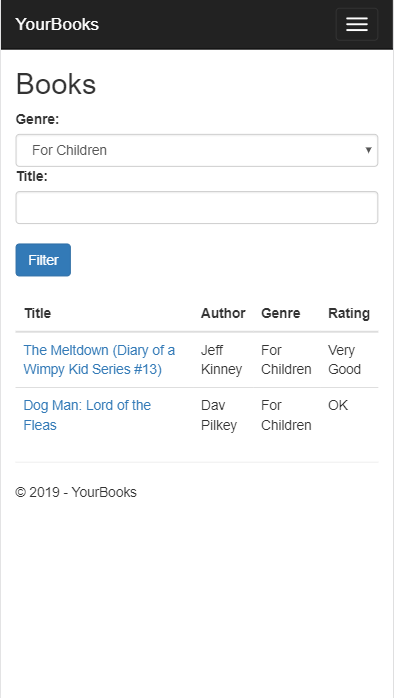 YourBooks
Books
Genre:
For Children
Title:
Filter
Title Author Genre Rating
The Meltdown (Diary of a Jeff For Very
Wimpy Kid Series #13) Kinney Children Good
Dog Man: Lord of the Dav For OK
Fleas Pilkey Children
© 2019 - YourBooks